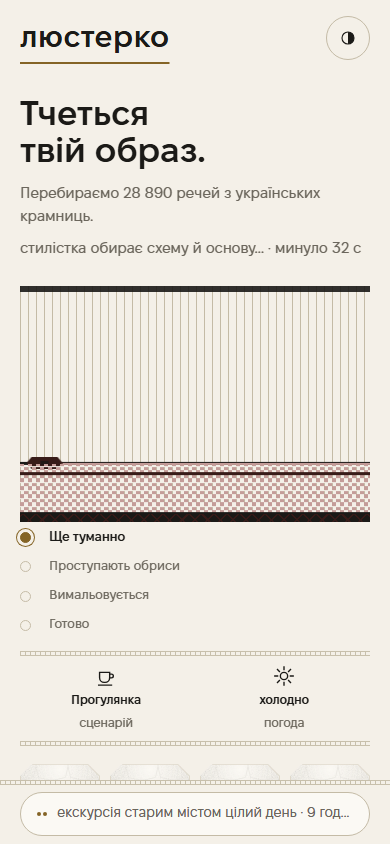 люстерко
Тчеться
твій образ.
Перебираємо 28 890 речей з українських
крамниць.
стилістка обирає схему й основу… · минуло 32 с
Ще туманно
Проступають обриси
Вимальовується
Готово
Прогулянка
холодно
сценарій
погода
екскурсія старим містом цілий день · 9 год…